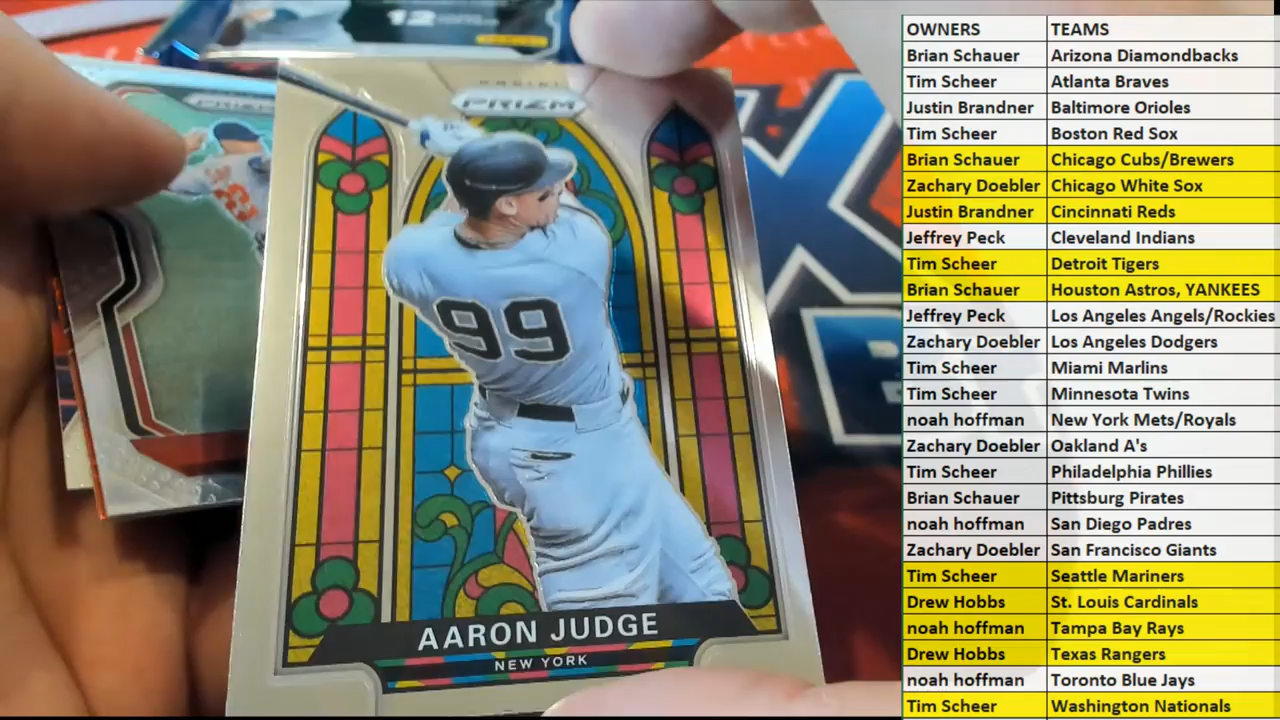 12
PANINI
PRIZM
99
AARON JUDGE
NEW YORK
OWNERS TEAMS
Brian Schauer Arizona Diamondbacks
Tim Scheer Atlanta Braves
Justin Brandner Baltimore Orioles
Tim Scheer Boston Red Sox
Brian Schauer Chicago Cubs/Brewers
Zachary Doebler Chicago White Sox
Justin Brandner Cincinnati Reds
Jeffrey Peck Cleveland Indians
Tim Scheer Detroit Tigers
Brian Schauer Houston Astros, YANKEES
Jeffrey Peck Los Angeles Angels/Rockies
Zachary Doebler Los Angeles Dodgers
Tim Scheer Miami Marlins
Tim Scheer Minnesota Twins
noah hoffman New York Mets/Royals
Zachary Doebler Oakland A's
Tim Scheer Philadelphia Phillies
Brian Schauer Pittsburg Pirates
noah hoffman San Diego Padres
Zachary Doebler San Francisco Giants
Tim Scheer Seattle Mariners
Drew Hobbs St. Louis Cardinals
noah hoffman Tampa Bay Rays
Drew Hobbs Texas Rangers
noah hoffman Toronto Blue Jays
Tim Scheer Washington Nationals